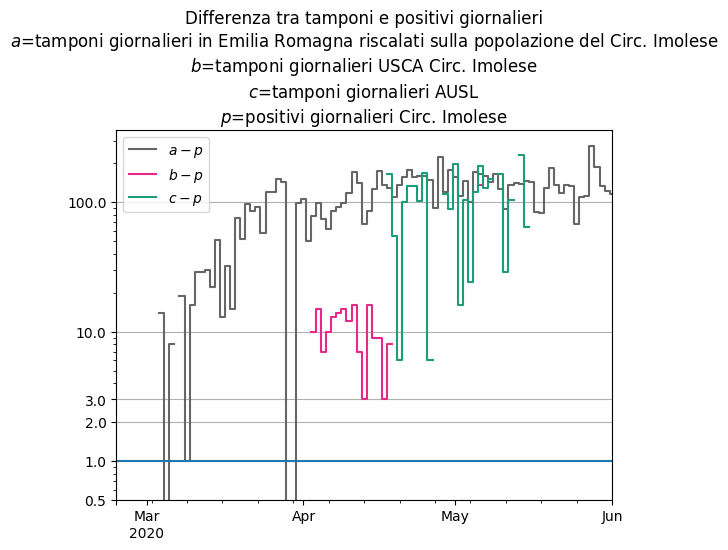 Differenza tra tamponi e positivi giornalieri
a=tamponi giornalieri in Emilia Romagna riscalati sulla popolazione del Circ. Imolese
b=tamponi giornalieri USCA Circ. Imolese
c=tamponi giornalieri AUSL
p=positivi giornalieri Circ. Imolese
a − p
b − p
c − p
100.0
10.0
3.0
2.0
1.0
0.5
Mar Apr May Jun
2020